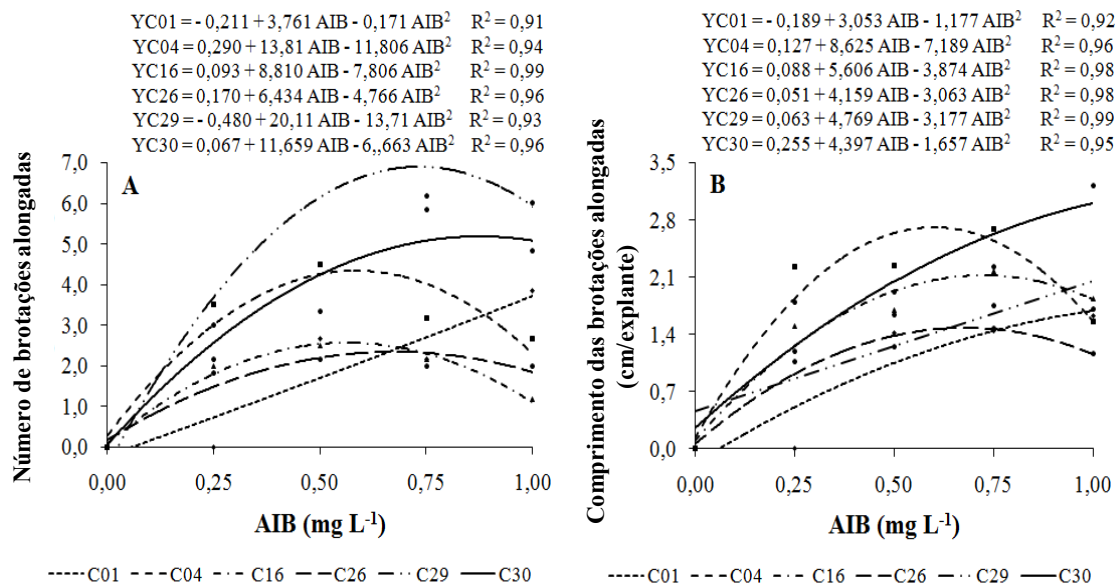 YC01 = - 0,211 + 3,761 AIB - 0,171 AIB² R² = 0,91
YC04 = 0,290 + 13,81 AIB - 11,806 AIB² R² = 0,94
YC16 = 0,093 + 8,810 AIB - 7,806 AIB² R² = 0,99
YC26 = 0,170 + 6,434 AIB - 4,766 AIB² R² = 0,96
YC29 = -0,480 + 20,11 AIB - 13,71 AIB² R² = 0,93
YC30 = 0,067 + 11,659 AIB - 6,,663 AIB² R² = 0,96
A
Número de brotações alongadas
7,0
6,0
5,0
4,0
3,0
2,0
1,0
0,0
0,00 0,25 0,50 0,75 1,00
AIB (mg L⁻¹)
C01 C04 C16 C26 C29 C30
YC01 = - 0,189 + 3,053 AIB - 1,177 AIB² R² = 0,92
YC04 = 0,127 + 8,625 AIB - 7,189 AIB² R² = 0,96
YC16 = 0,088 + 5,606 AIB - 3,874 AIB² R² = 0,98
YC26 = 0,051 + 4,159 AIB - 3,063 AIB² R² = 0,98
YC29 = 0,063 + 4,769 AIB - 3,177 AIB² R² = 0,99
YC30 = 0,255 + 4,397 AIB - 1,657 AIB² R² = 0,95
B
Comprimento das brotações alongadas
(cm/explante)
3,5
2,8
2,1
1,4
0,7
0,0
0,00 0,25 0,50 0,75 1,00
AIB (mg L⁻¹)
C01 C04 C16 C26 C29 C30